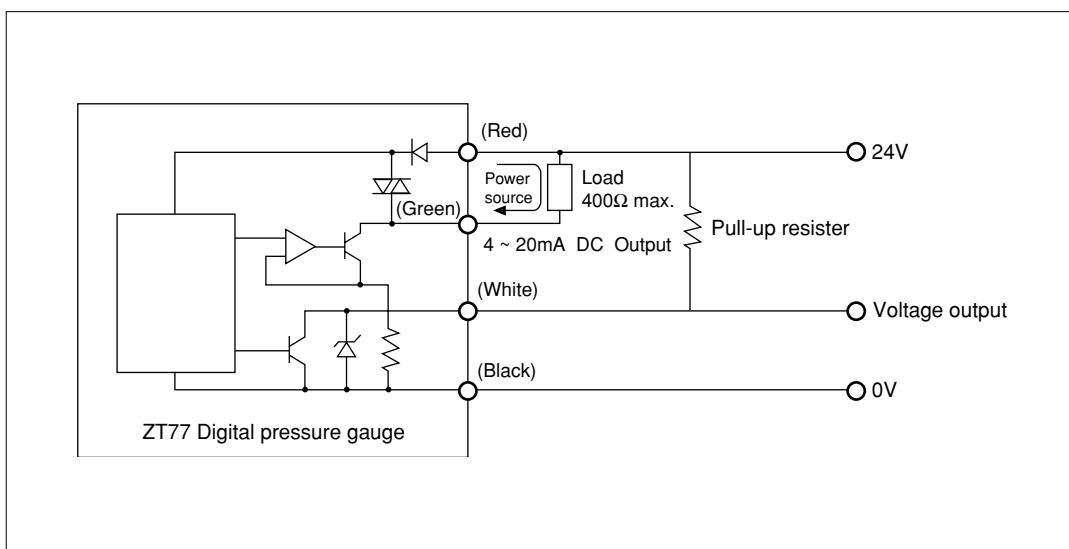 (Red)
24V
Power
source
Load
400Ω max.
(Green)
4 ~ 20mA DC Output
Pull-up resister
(White)
Voltage output
(Black)
0V
ZT77 Digital pressure gauge